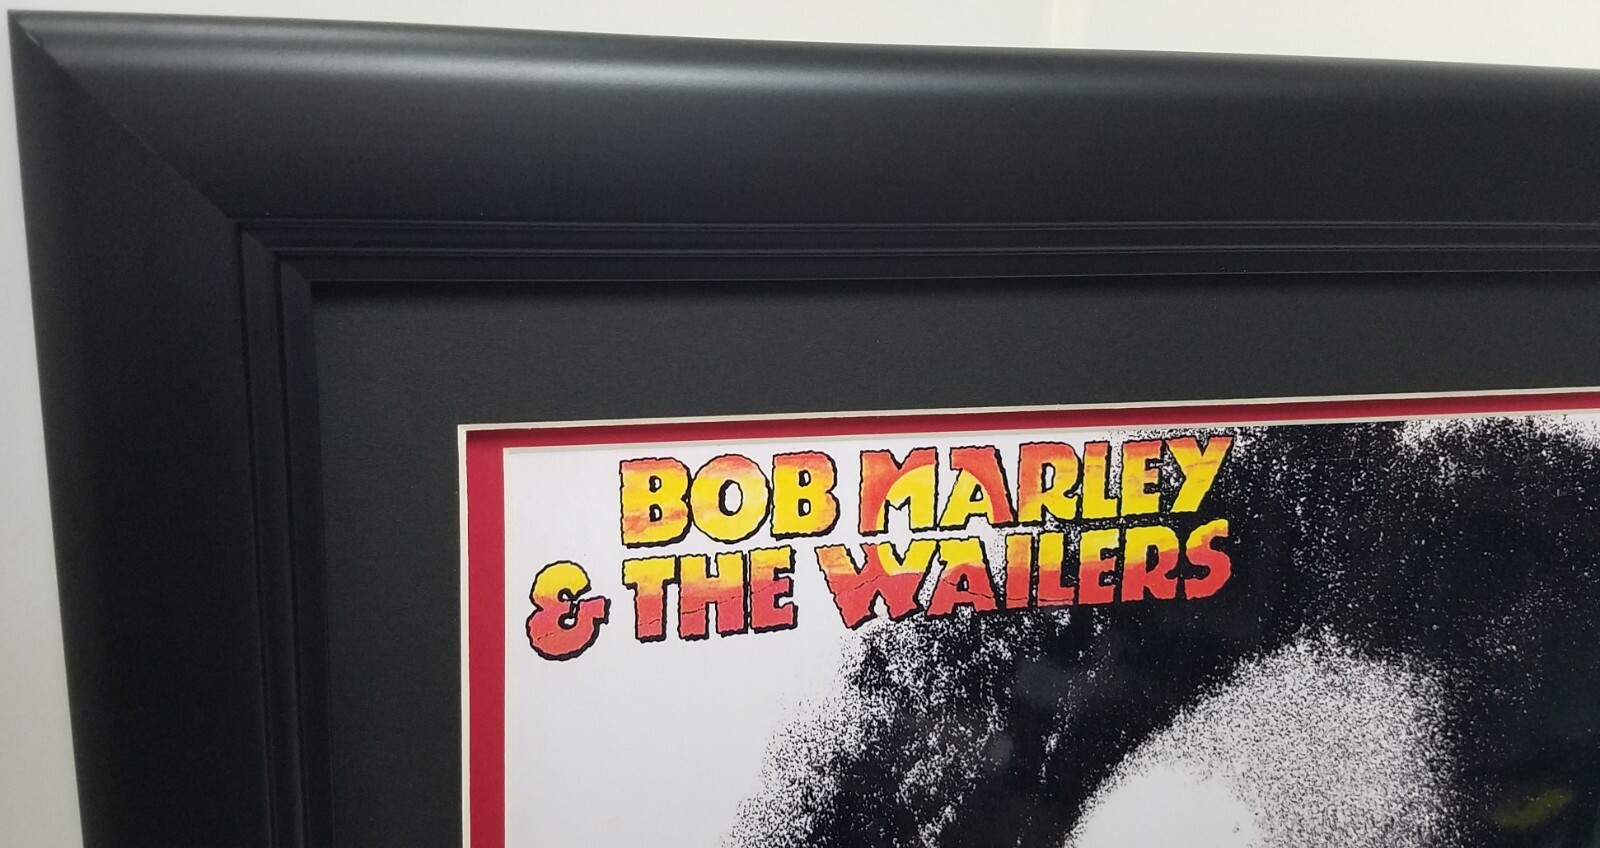 BOB MARLEY
& THE WAILERS